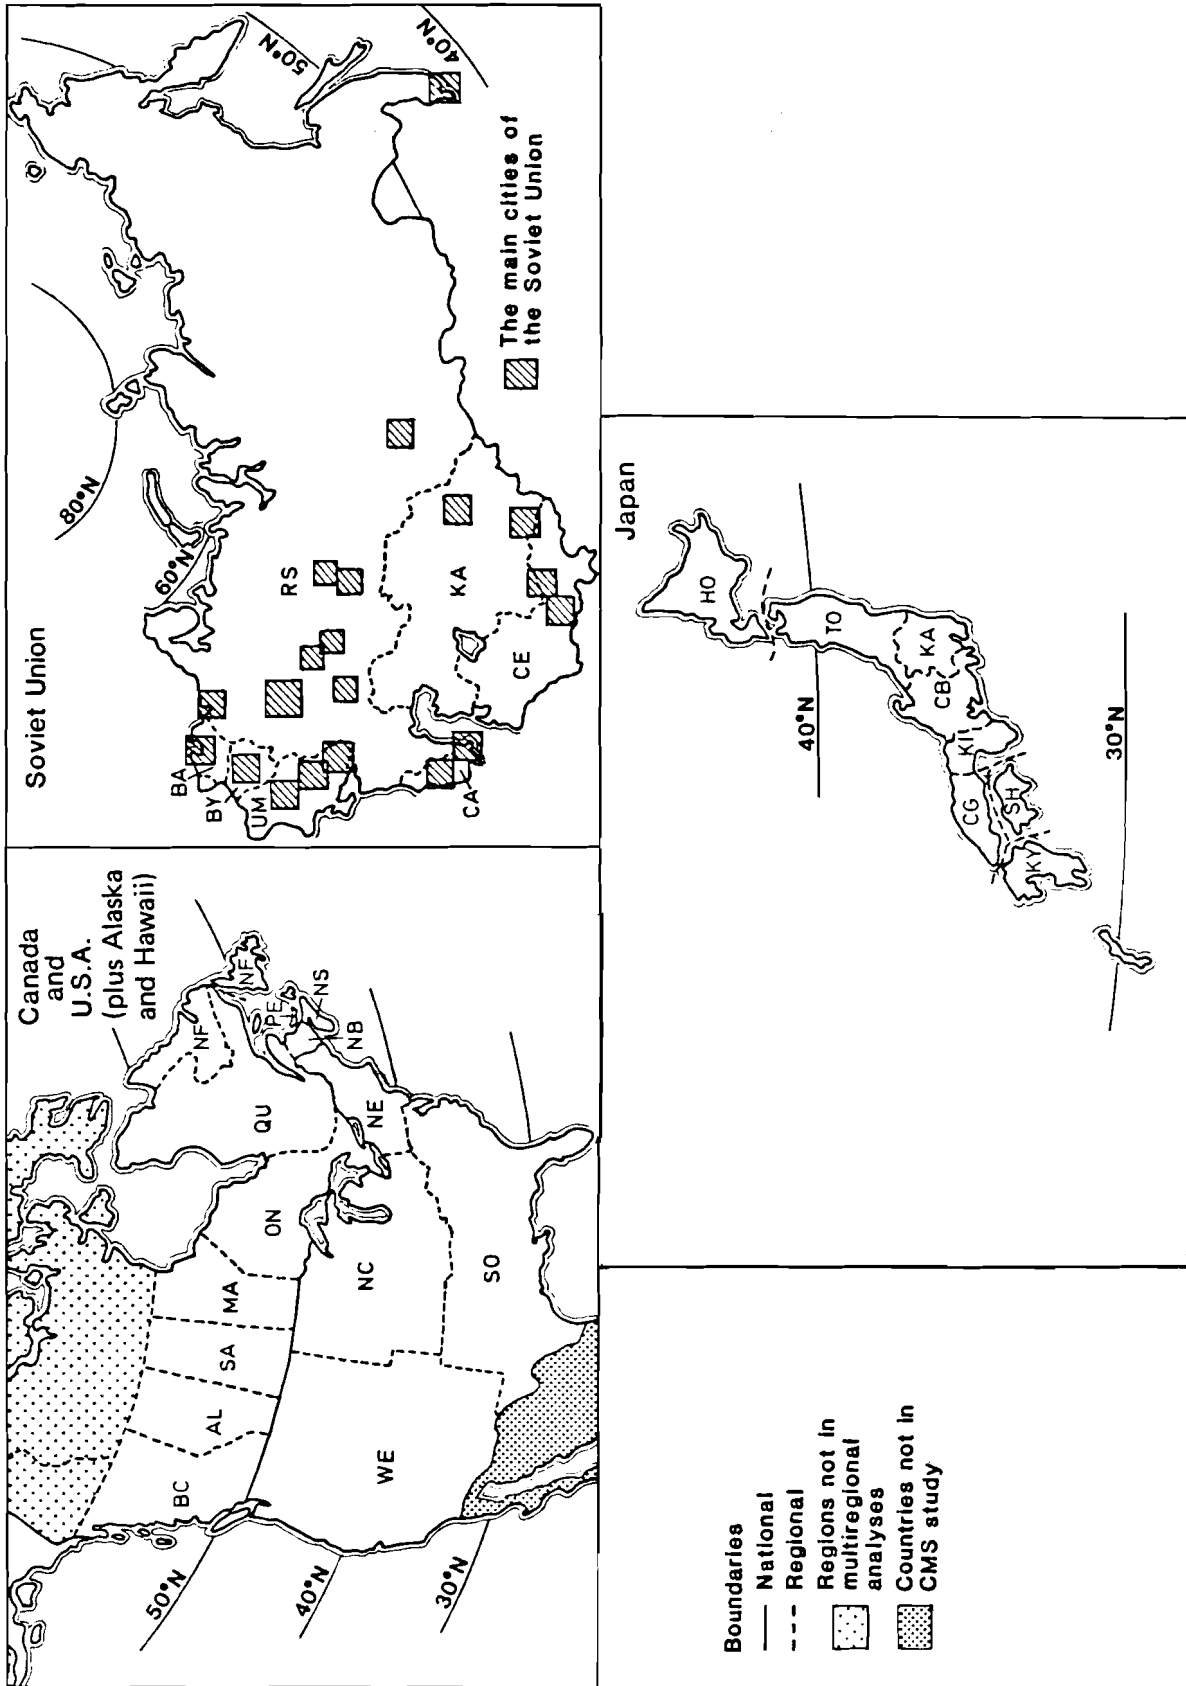 Canada
and
U.S.A.
(plus Alaska
and Hawaii)
NF
NF
PE
NS
NB
QU
NE
ON
MA
SA
AL
BC
NC
SO
WE
50°N
40°N
30°N
Soviet Union
80°N
60°N
50°N
40°N
BA
BY
UM
RS
KA
CE
CA
The main cities of
the Soviet Union
Boundaries
National
Regional
Regions not in
multiregional
analyses
Countries not in
CMS study
Japan
HO
TO
KA
CB
KI
CG
SH
KY
40°N
30°N